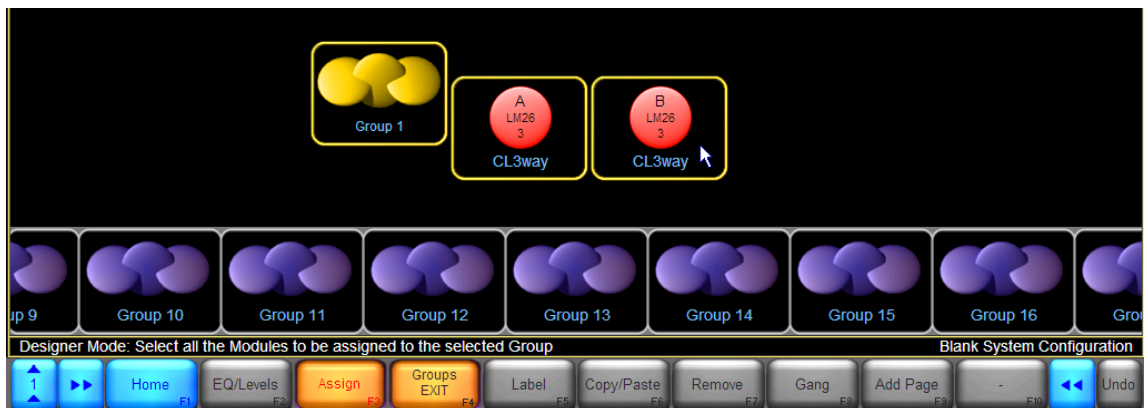 Group 1
A
LM26
3
CL3way
B
LM26
3
CL3way
up 9
Group 10
Group 11
Group 12
Group 13
Group 14
Group 15
Group 16
Gro
Designer Mode: Select all the Modules to be assigned to the selected Group
Blank System Configuration
1
Home
F1
EQ/Levels
F2
Assign
F3
Groups
EXIT
F4
Label
F5
Copy/Paste
F6
Remove
F7
Gang
F8
Add Page
F9
-
F10
Undo